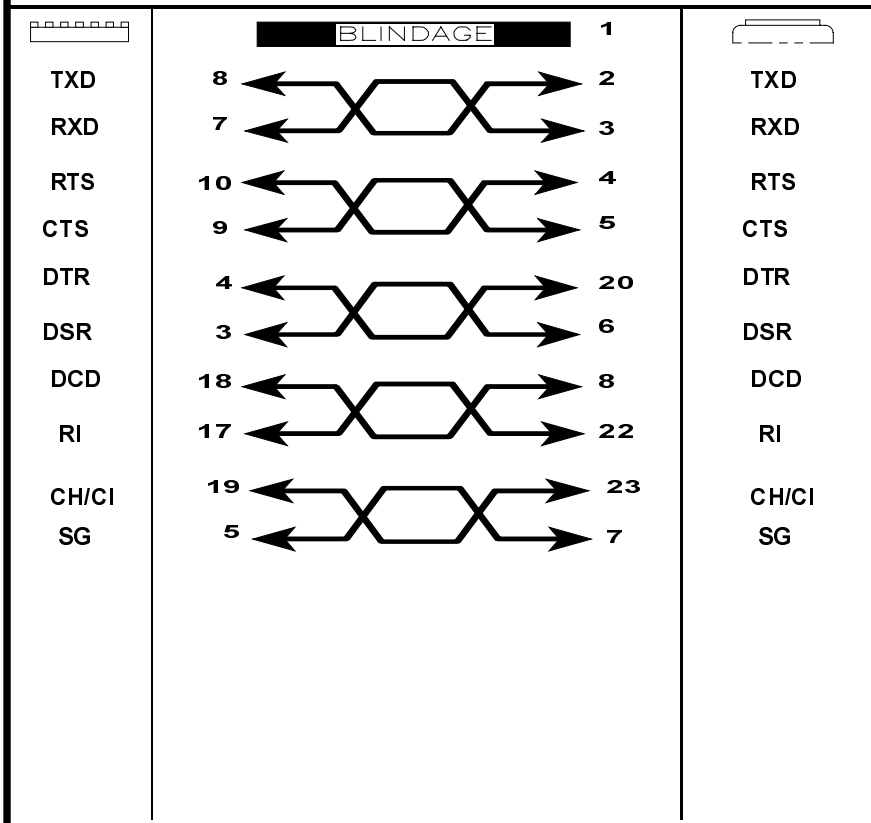 BLINDAGE 1
TXD 8 2 TXD
RXD 7 3 RXD
RTS 10 4 RTS
CTS 9 5 CTS
DTR 4 20 DTR
DSR 3 6 DSR
DCD 18 8 DCD
RI 17 22 RI
CH/CI 19 23 CH/CI
SG 5 7 SG